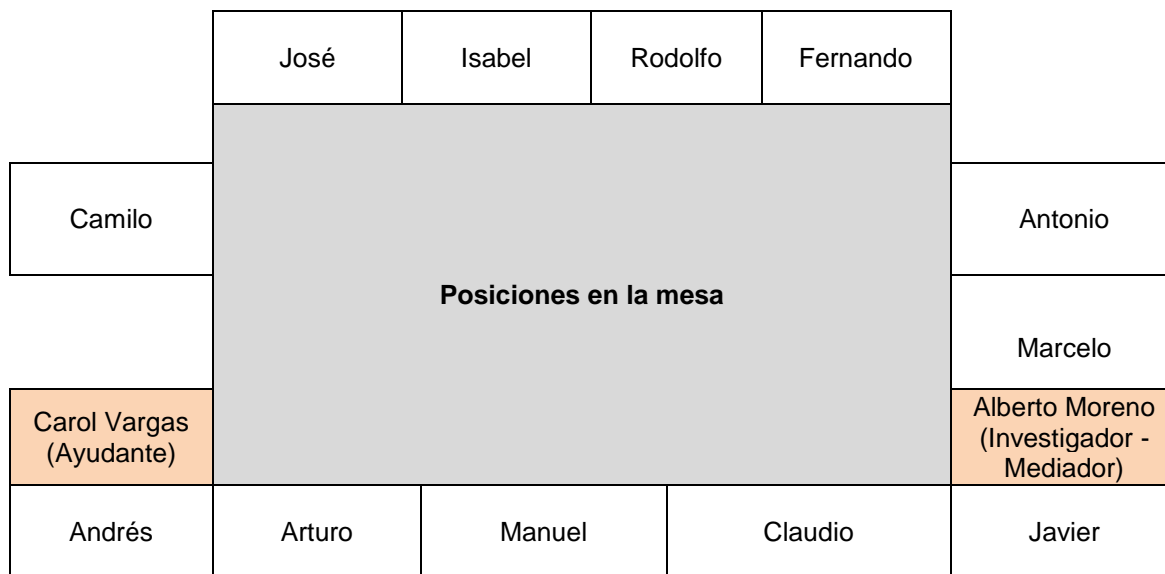 José Isabel Rodolfo Fernando
Camilo Antonio
Posiciones en la mesa
Marcelo
Carol Vargas
(Ayudante)
Alberto Moreno
(Investigador -
Mediador)
Andrés Arturo Manuel Claudio Javier